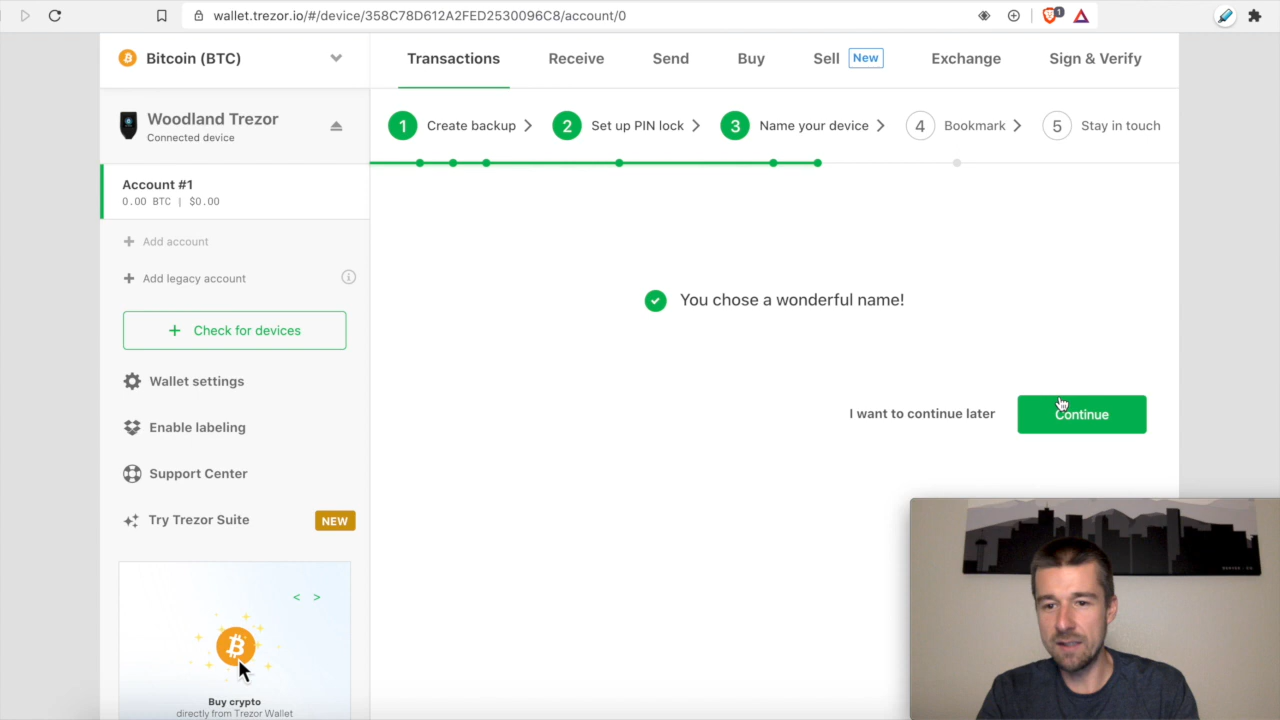 wallet.trezor.io/#/device/358C78D612A2FED2530096C8/account/0
1
Bitcoin (BTC)
Transactions
Receive
Send
Buy
Sell New
Exchange
Sign & Verify
Woodland Trezor
Connected device
1 Create backup
2 Set up PIN lock
3 Name your device
4 Bookmark
5 Stay in touch
Account #1
0.00 BTC | $0.00
Add account
Add legacy account
Check for devices
You chose a wonderful name!
Wallet settings
I want to continue later
Continue
Enable labeling
Support Center
Try Trezor Suite NEW
< >
Buy crypto
directly from Trezor Wallet